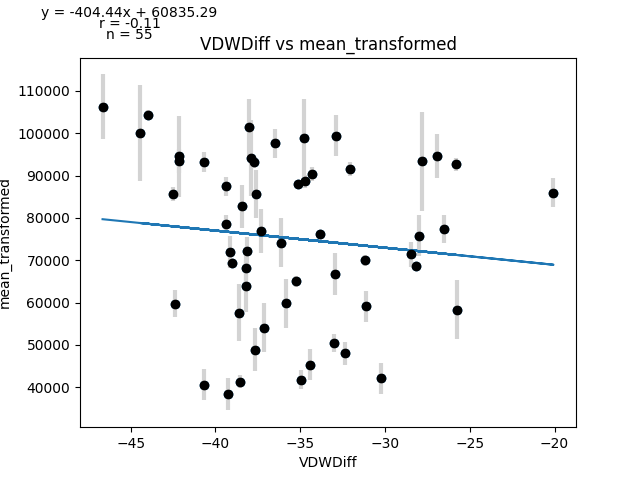 y = -404.44x + 60835.29
r = -0.11
n = 55
VDWDiff vs mean_transformed
mean_transformed
110000
100000
90000
80000
70000
60000
50000
40000
−45
−40
−35
−30
−25
−20
VDWDiff